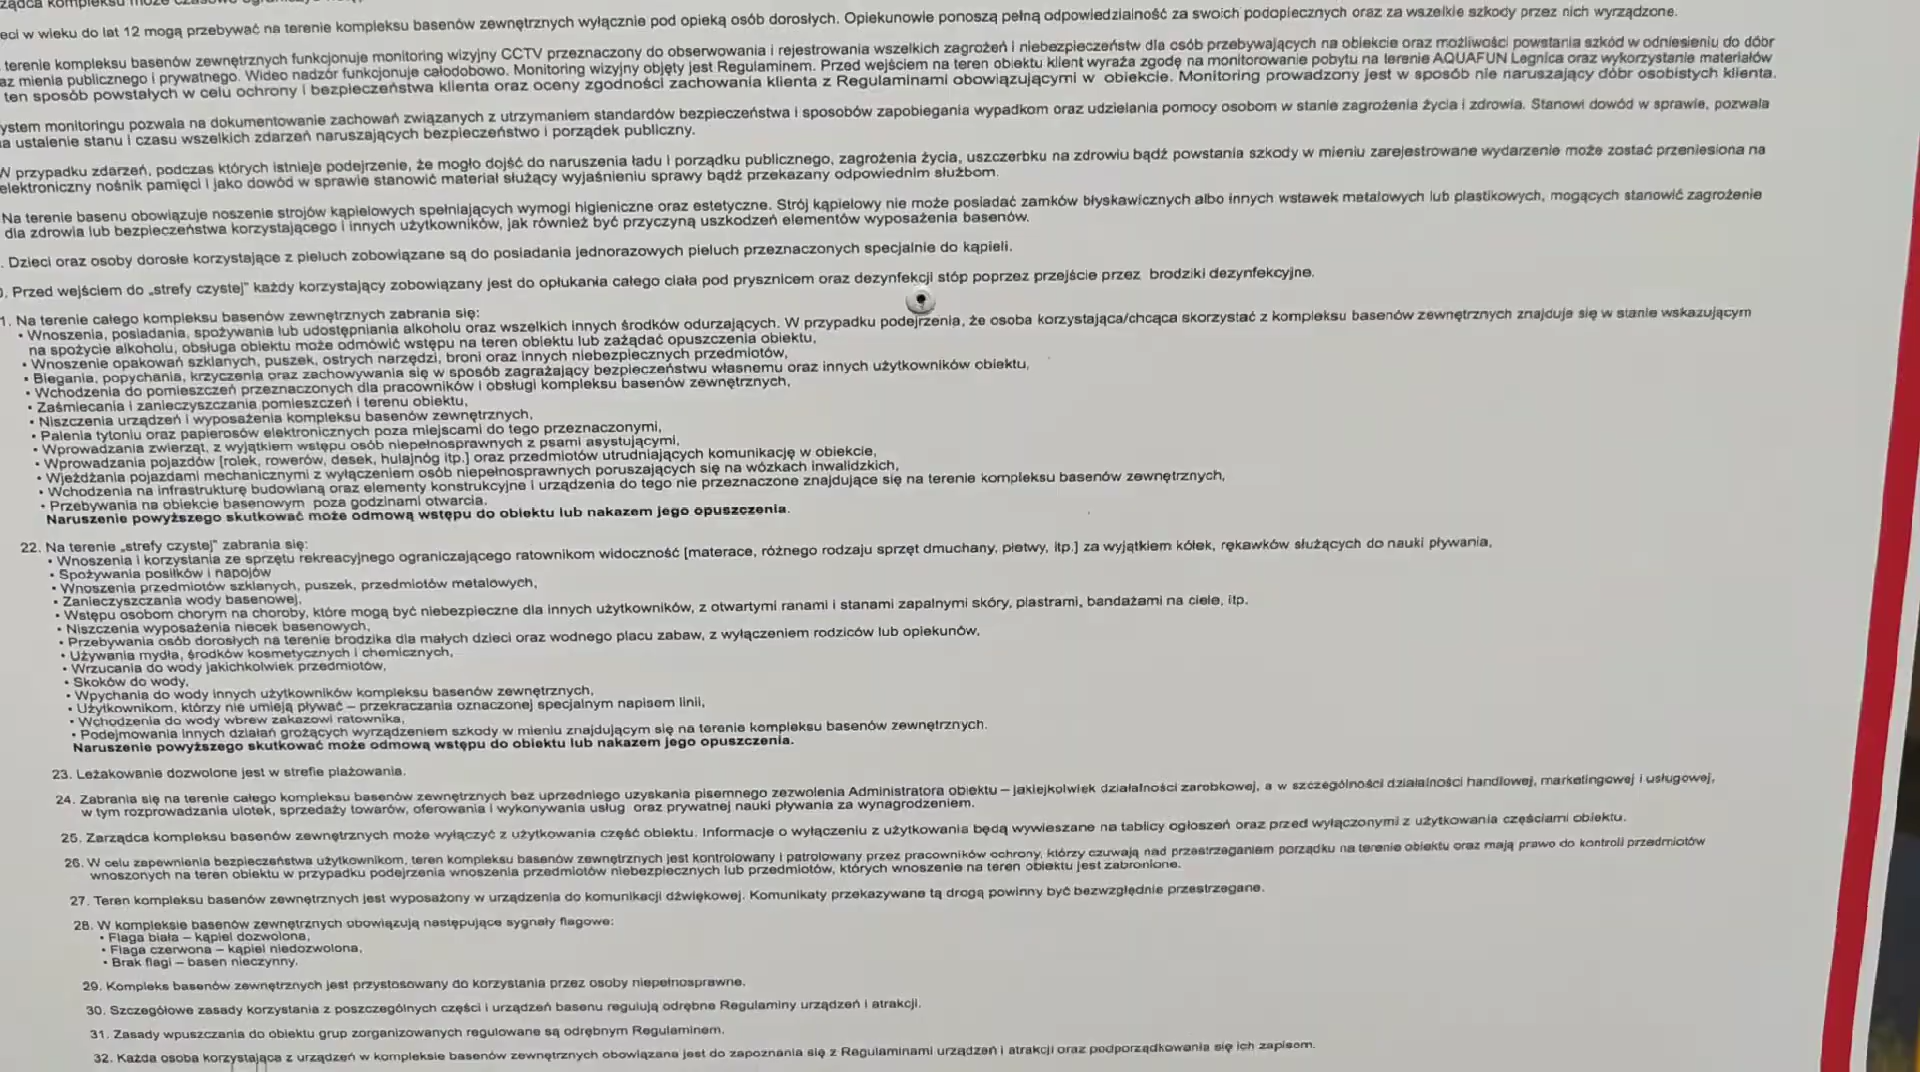 eci w wieku do lat 12 mogą przebywać na terenie kompleksu basenów zewnętrznych wyłącznie pod opieką osób dorosłych. Opiekunowie ponoszą pełną odpowiedzialność za swoich podopiecznych oraz za wszelkie szkody przez nich wyrządzone.
terenie kompleksu basenów zewnętrznych funkcjonuje monitoring wizyjny CCTV przeznaczony do obserwowania i rejestrowania wszelkich zagrożeń i niebezpieczeństw dla osób przebywających na obiekcie oraz możliwości powstania szkód w odniesieniu do dóbr
az mienia publicznego i prywatnego. Wideo nadzór funkcjonuje całodobowo. Monitoring wizyjny objęty jest Regulaminem. Przed wejściem na teren obiektu klient wyraża zgodę na monitorowanie pobytu na terenie AQUAFUN Legnica oraz wykorzystanie materiałów
ten sposób powstałych w celu ochrony i bezpieczeństwa klienta oraz oceny zgodności zachowania klienta z Regulaminami obowiązującymi w obiekcie. Monitoring prowadzony jest w sposób nie naruszający dóbr osobistych klienta.
ystem monitoringu pozwala na dokumentowanie zachowań związanych z utrzymaniem standardów bezpieczeństwa i sposobów zapobiegania wypadkom oraz udzielania pomocy osobom w stanie zagrożenia życia i zdrowia. Stanowi dowód w sprawie, pozwala
a ustalenie stanu i czasu wszelkich zdarzeń naruszających bezpieczeństwo i porządek publiczny.
W przypadku zdarzeń, podczas których istnieje podejrzenie, że mogło dojść do naruszenia ładu i porządku publicznego, zagrożenia życia, uszczerbku na zdrowiu bądź powstania szkody w mieniu zarejestrowane wydarzenie może zostać przeniesiona na
elektroniczny nośnik pamięci i jako dowód w sprawie stanowić materiał służący wyjaśnieniu sprawy bądź przekazany odpowiednim służbom.
Na terenie basenu obowiązuje noszenie strojów kąpielowych spełniających wymogi higieniczne oraz estetyczne. Strój kąpielowy nie może posiadać zamków błyskawicznych albo innych wstawek metalowych lub plastikowych, mogących stanowić zagrożenie
dla zdrowia lub bezpieczeństwa korzystającego i innych użytkowników, jak również być przyczyną uszkodzeń elementów wyposażenia basenów.
. Dzieci oraz osoby dorosłe korzystające z pieluch zobowiązane są do posiadania jednorazowych pieluch przeznaczonych specjalnie do kąpieli.
0. Przed wejściem do „strefy czystej" każdy korzystający zobowiązany jest do opłukania całego ciała pod prysznicem oraz dezynfekcji stóp poprzez przejście przez brodziki dezynfekcyjne.
1. Na terenie całego kompleksu basenów zewnętrznych zabrania się:
• Wnoszenia, posiadania, spożywania lub udostępniania alkoholu oraz wszelkich innych środków odurzających. W przypadku podejrzenia, że osoba korzystająca/chcąca skorzystać z kompleksu basenów zewnętrznych znajduje się w stanie wskazującym
na spożycie alkoholu, obsługa obiektu może odmówić wstępu na teren obiektu lub zażądać opuszczenia obiektu,
• Wnoszenie opakowań szklanych, puszek, ostrych narzędzi, broni oraz innych niebezpiecznych przedmiotów,
• Biegania, popychania, krzyczenia oraz zachowywania się w sposób zagrażający bezpieczeństwu własnemu oraz innych użytkowników obiektu,
• Wchodzenia do pomieszczeń przeznaczonych dla pracowników i obsługi kompleksu basenów zewnętrznych,
• Zaśmiecania i zanieczyszczania pomieszczeń i terenu obiektu,
• Niszczenia urządzeń i wyposażenia kompleksu basenów zewnętrznych,
• Palenia tytoniu oraz papierosów elektronicznych poza miejscami do tego przeznaczonymi,
• Wprowadzania zwierząt, z wyjątkiem wstępu osób niepełnosprawnych z psami asystującymi,
• Wprowadzania pojazdów [rolek, rowerów, desek, hulajnóg itp.] oraz przedmiotów utrudniających komunikację w obiekcie,
• Wjeżdżania pojazdami mechanicznymi z wyłączeniem osób niepełnosprawnych poruszających się na wózkach inwalidzkich,
• Wchodzenia na infrastrukturę budowlaną oraz elementy konstrukcyjne i urządzenia do tego nie przeznaczone znajdujące się na terenie kompleksu basenów zewnętrznych,
• Przebywania na obiekcie basenowym poza godzinami otwarcia.
Naruszenie powyższego skutkować może odmową wstępu do obiektu lub nakazem jego opuszczenia.
22. Na terenie „strefy czystej" zabrania się:
• Wnoszenia i korzystania ze sprzętu rekreacyjnego ograniczającego ratownikom widoczność [materace, różnego rodzaju sprzęt dmuchany, płetwy, itp.] za wyjątkiem kółek, rękawków służących do nauki pływania,
• Spożywania posiłków i napojów
• Wnoszenia przedmiotów szklanych, puszek, przedmiotów metalowych,
• Zanieczyszczania wody basenowej,
• Wstępu osobom chorym na choroby, które mogą być niebezpieczne dla innych użytkowników, z otwartymi ranami i stanami zapalnymi skóry, plastrami, bandażami na ciele, itp.
• Niszczenia wyposażenia niecek basenowych,
• Przebywania osób dorosłych na terenie brodzika dla małych dzieci oraz wodnego placu zabaw, z wyłączeniem rodziców lub opiekunów,
• Używania mydła, środków kosmetycznych i chemicznych,
• Wrzucania do wody jakichkolwiek przedmiotów,
• Skoków do wody,
• Wpychania do wody innych użytkowników kompleksu basenów zewnętrznych,
• Użytkownikom, którzy nie umieją pływać – przekraczania oznaczonej specjalnym napisem linii,
• Wchodzenia do wody wbrew zakazowi ratownika,
• Podejmowania innych działań grożących wyrządzeniem szkody w mieniu znajdującym się na terenie kompleksu basenów zewnętrznych.
Naruszenie powyższego skutkować może odmową wstępu do obiektu lub nakazem jego opuszczenia.
23. Leżakowanie dozwolone jest w strefie plażowania.
24. Zabrania się na terenie całego kompleksu basenów zewnętrznych bez uprzedniego uzyskania pisemnego zezwolenia Administratora obiektu – jakiejkolwiek działalności zarobkowej, a w szczególności działalności handlowej, marketingowej i usługowej,
w tym rozprowadzania ulotek, sprzedaży towarów, oferowania i wykonywania usług oraz prywatnej nauki pływania za wynagrodzeniem.
25. Zarządca kompleksu basenów zewnętrznych może wyłączyć z użytkowania część obiektu. Informacje o wyłączeniu z użytkowania będą wywieszane na tablicy ogłoszeń oraz przed wyłączonymi z użytkowania częściami obiektu.
26. W celu zapewnienia bezpieczeństwa użytkownikom, teren kompleksu basenów zewnętrznych jest kontrolowany i patrolowany przez pracowników ochrony, którzy czuwają nad przestrzeganiem porządku na terenie obiektu oraz mają prawo do kontroli przedmiotów
wnoszonych na teren obiektu w przypadku podejrzenia wnoszenia przedmiotów niebezpiecznych lub przedmiotów, których wnoszenie na teren obiektu jest zabronione.
27. Teren kompleksu basenów zewnętrznych jest wyposażony w urządzenia do komunikacji dźwiękowej. Komunikaty przekazywane tą drogą powinny być bezwzględnie przestrzegane.
28. W kompleksie basenów zewnętrznych obowiązują następujące sygnały flagowe:
• Flaga biała – kąpiel dozwolona,
• Flaga czerwona – kąpiel niedozwolona,
• Brak flagi – basen nieczynny.
29. Kompleks basenów zewnętrznych jest przystosowany do korzystania przez osoby niepełnosprawne.
30. Szczegółowe zasady korzystania z poszczególnych części i urządzeń basenu regulują odrębne Regulaminy urządzeń i atrakcji.
31. Zasady wpuszczania do obiektu grup zorganizowanych regulowane są odrębnym Regulaminem.
32. Każda osoba korzystająca z urządzeń w kompleksie basenów zewnętrznych obowiązana jest do zapoznania się z Regulaminami urządzeń i atrakcji oraz podporządkowania się ich zapisom.